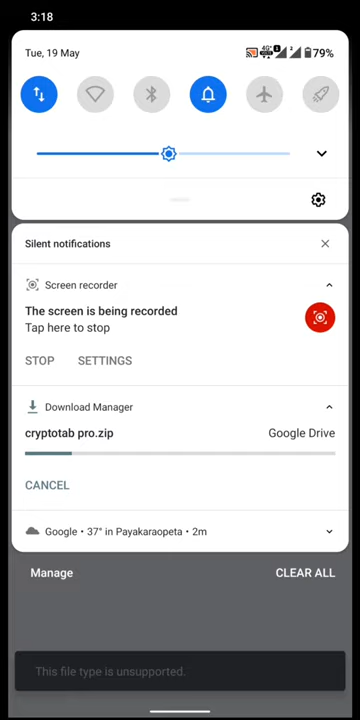 3:18
Tue, 19 May
79%
Silent notifications
Screen recorder
The screen is being recorded
Tap here to stop
STOP SETTINGS
Download Manager
cryptotab pro.zip Google Drive
CANCEL
Google • 37° in Payakaraopeta • 2m
Manage CLEAR ALL
This file type is unsupported.